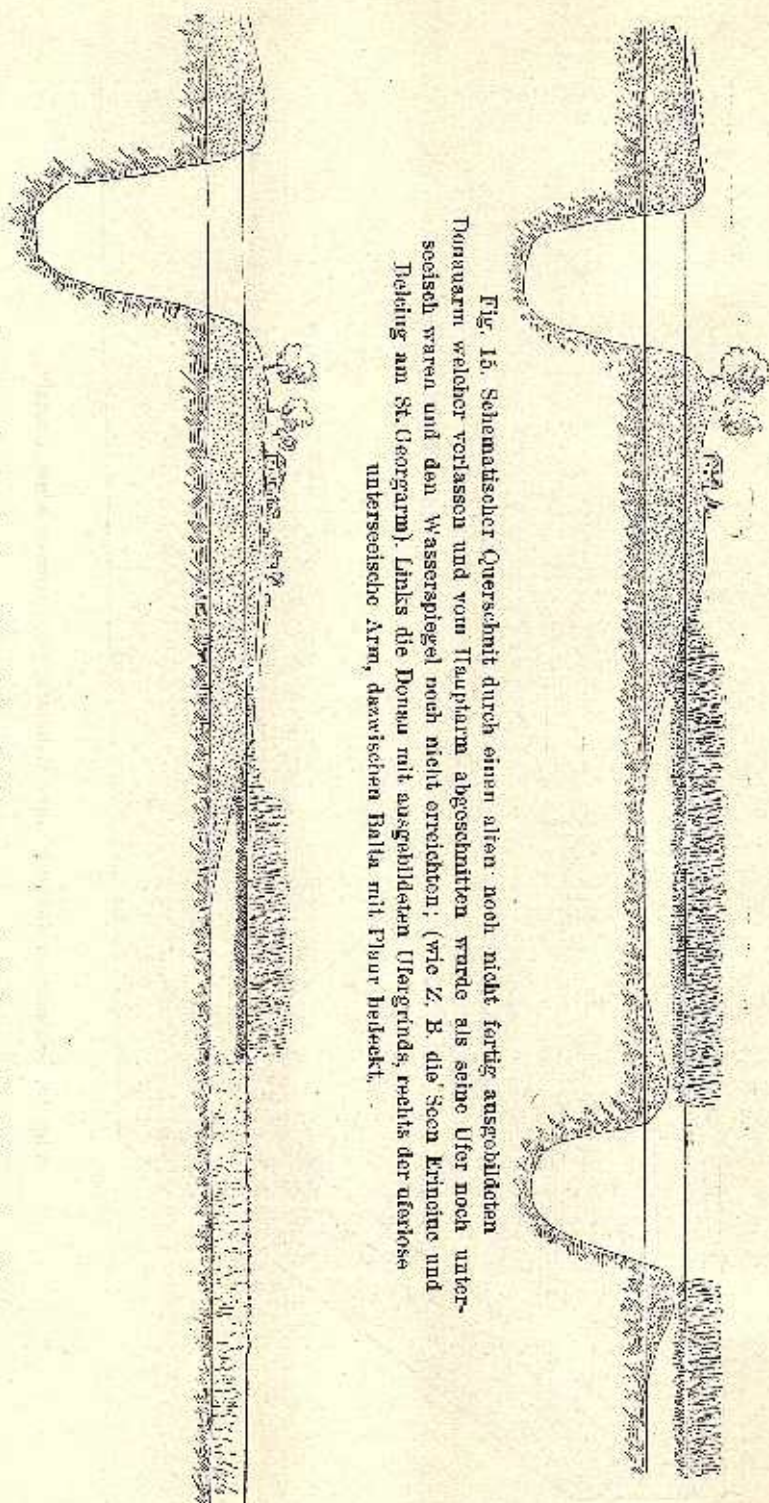 Fig. 15. Schematischer Querschnit durch einen alten noch nicht fertig ausgebildeten
Donauarm welcher verlassen und vom Hauptarm abgeschnitten wurde als seine Ufer noch unter-
seeisch waren und den Wasserspiegel noch nicht erreichten; (wie Z. B. die Seen Erinciuc und
Belciug am St. Georgarm). Links die Donau mit ausgebildeten Ufergrinds, rechts der uferlose
unterseeische Arm, dazwischen Balta mit Plaur bedeckt.